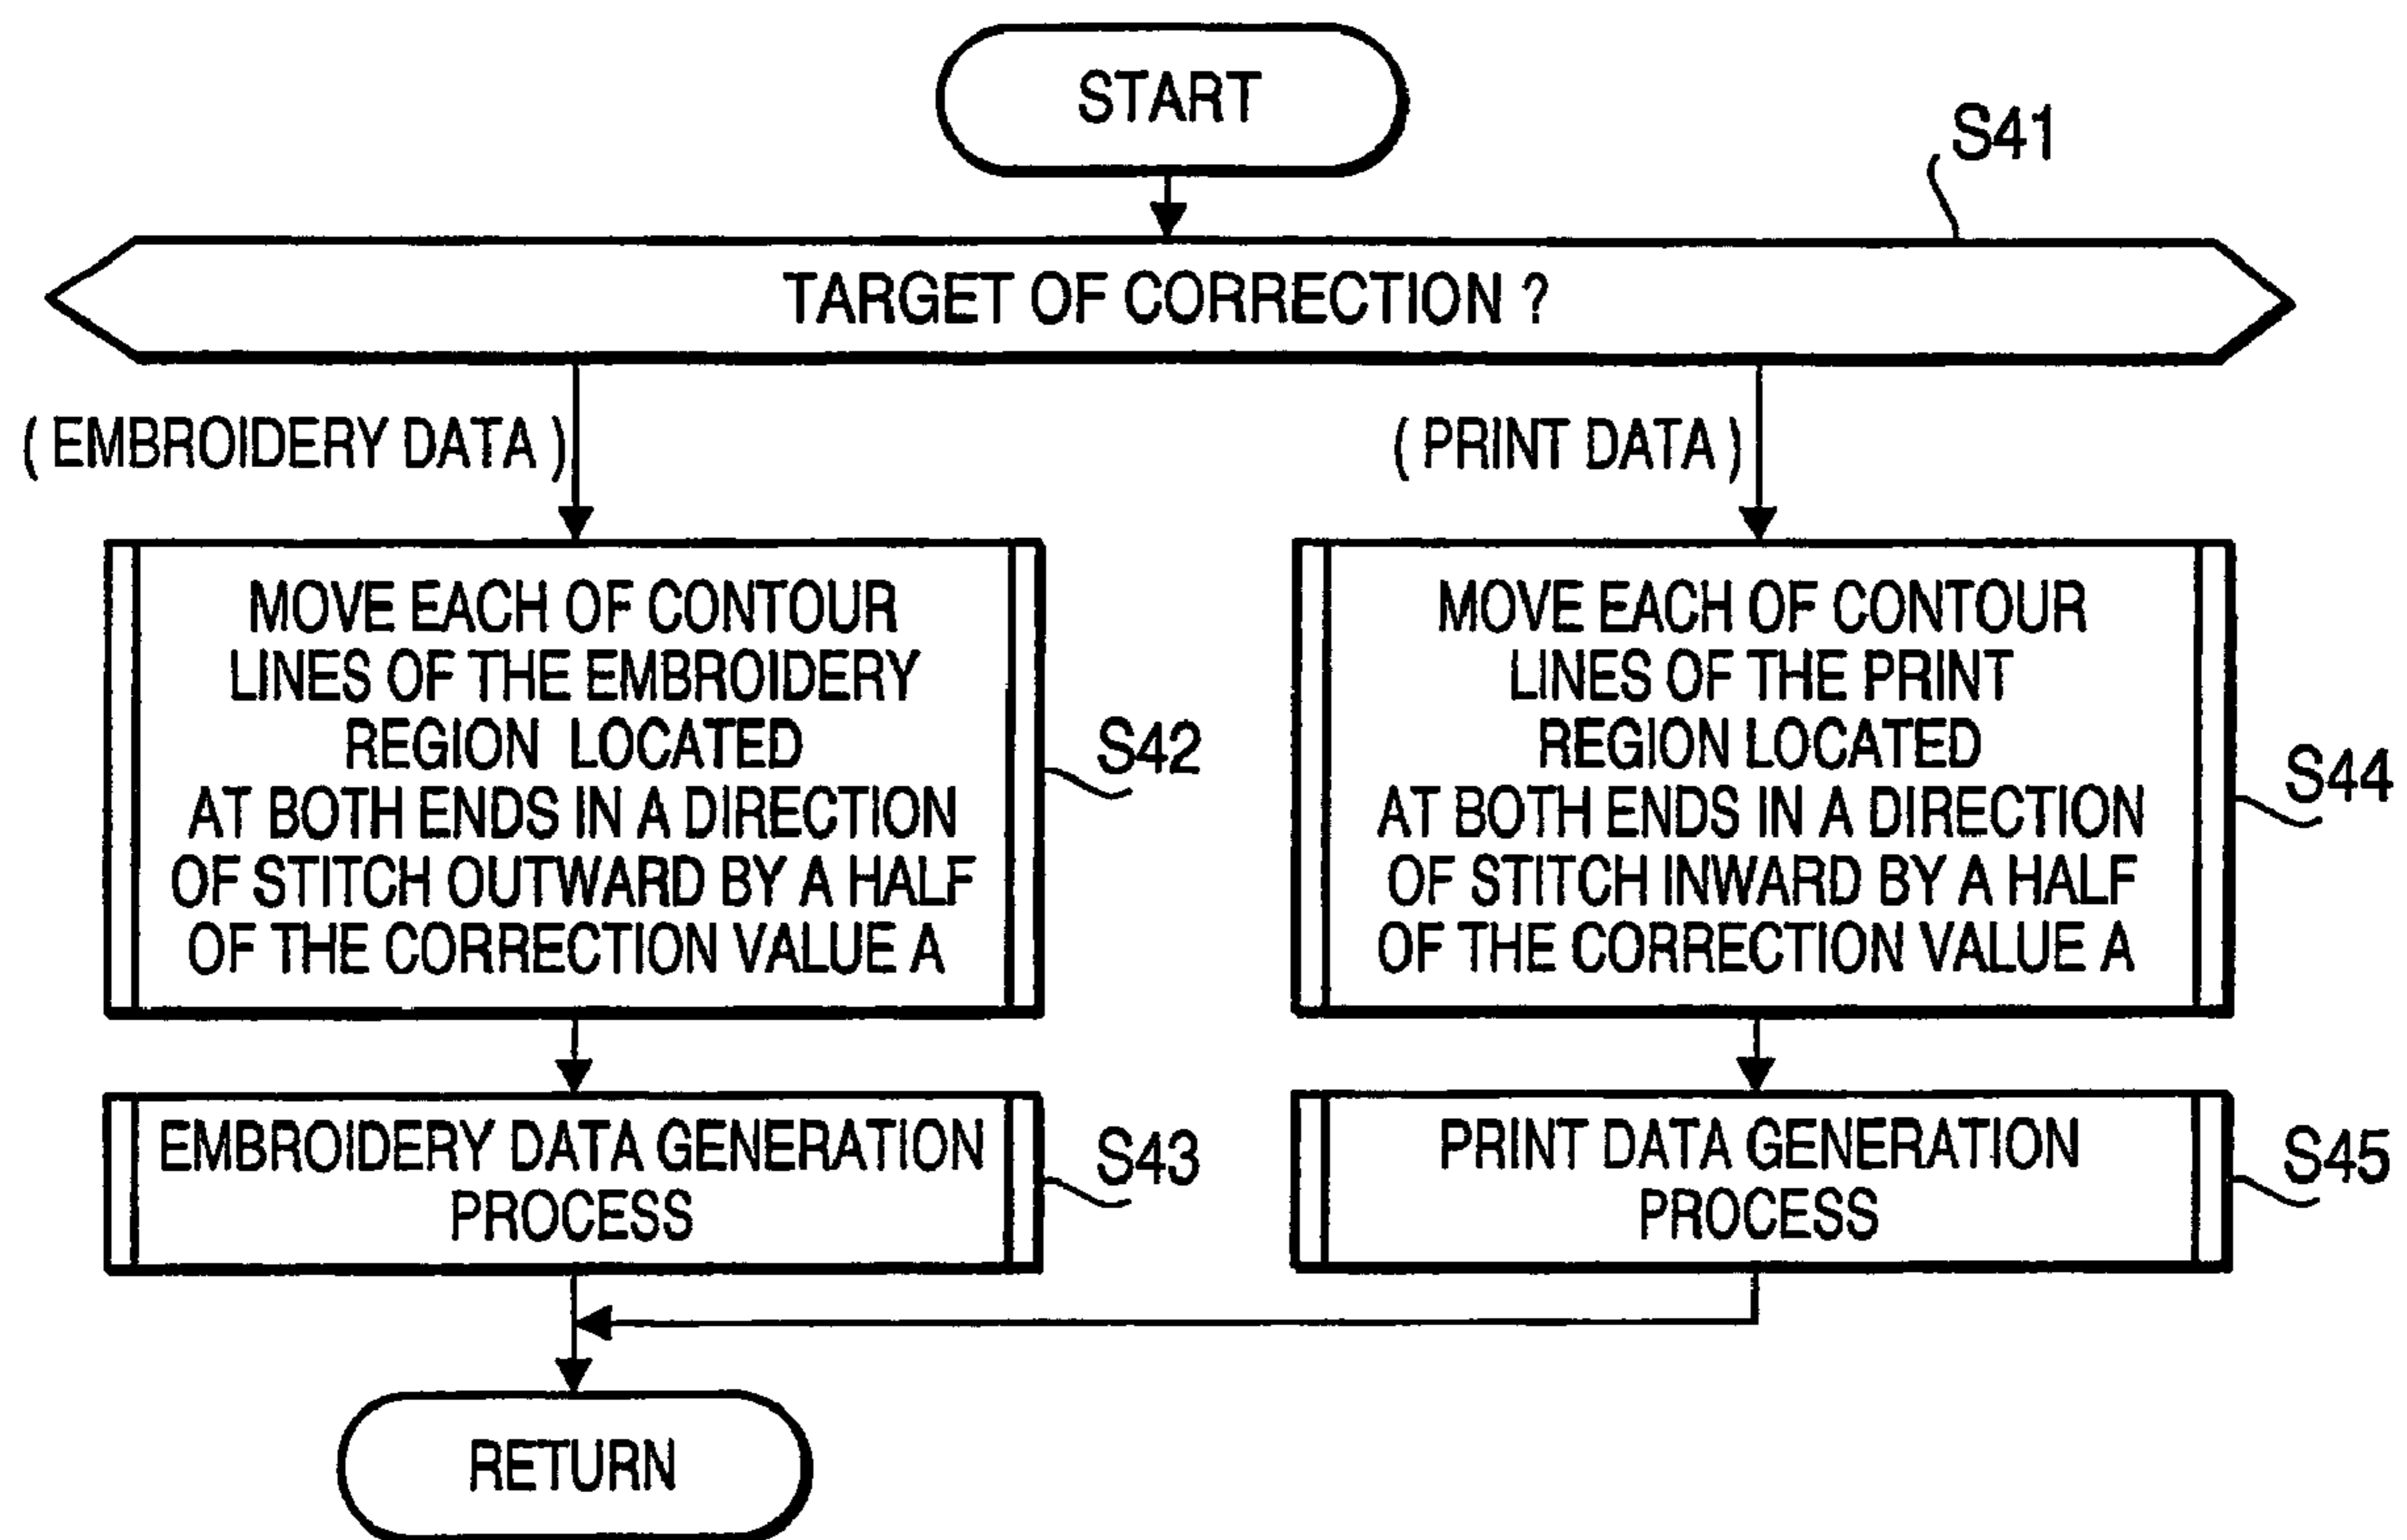 START
S41
TARGET OF CORRECTION ?
( EMBROIDERY DATA )
( PRINT DATA )
MOVE EACH OF CONTOUR
LINES OF THE EMBROIDERY
REGION LOCATED
AT BOTH ENDS IN A DIRECTION
OF STITCH OUTWARD BY A HALF
OF THE CORRECTION VALUE A
S42
MOVE EACH OF CONTOUR
LINES OF THE PRINT
REGION LOCATED
AT BOTH ENDS IN A DIRECTION
OF STITCH INWARD BY A HALF
OF THE CORRECTION VALUE A
S44
EMBROIDERY DATA GENERATION
PROCESS
S43
PRINT DATA GENERATION
PROCESS
S45
RETURN